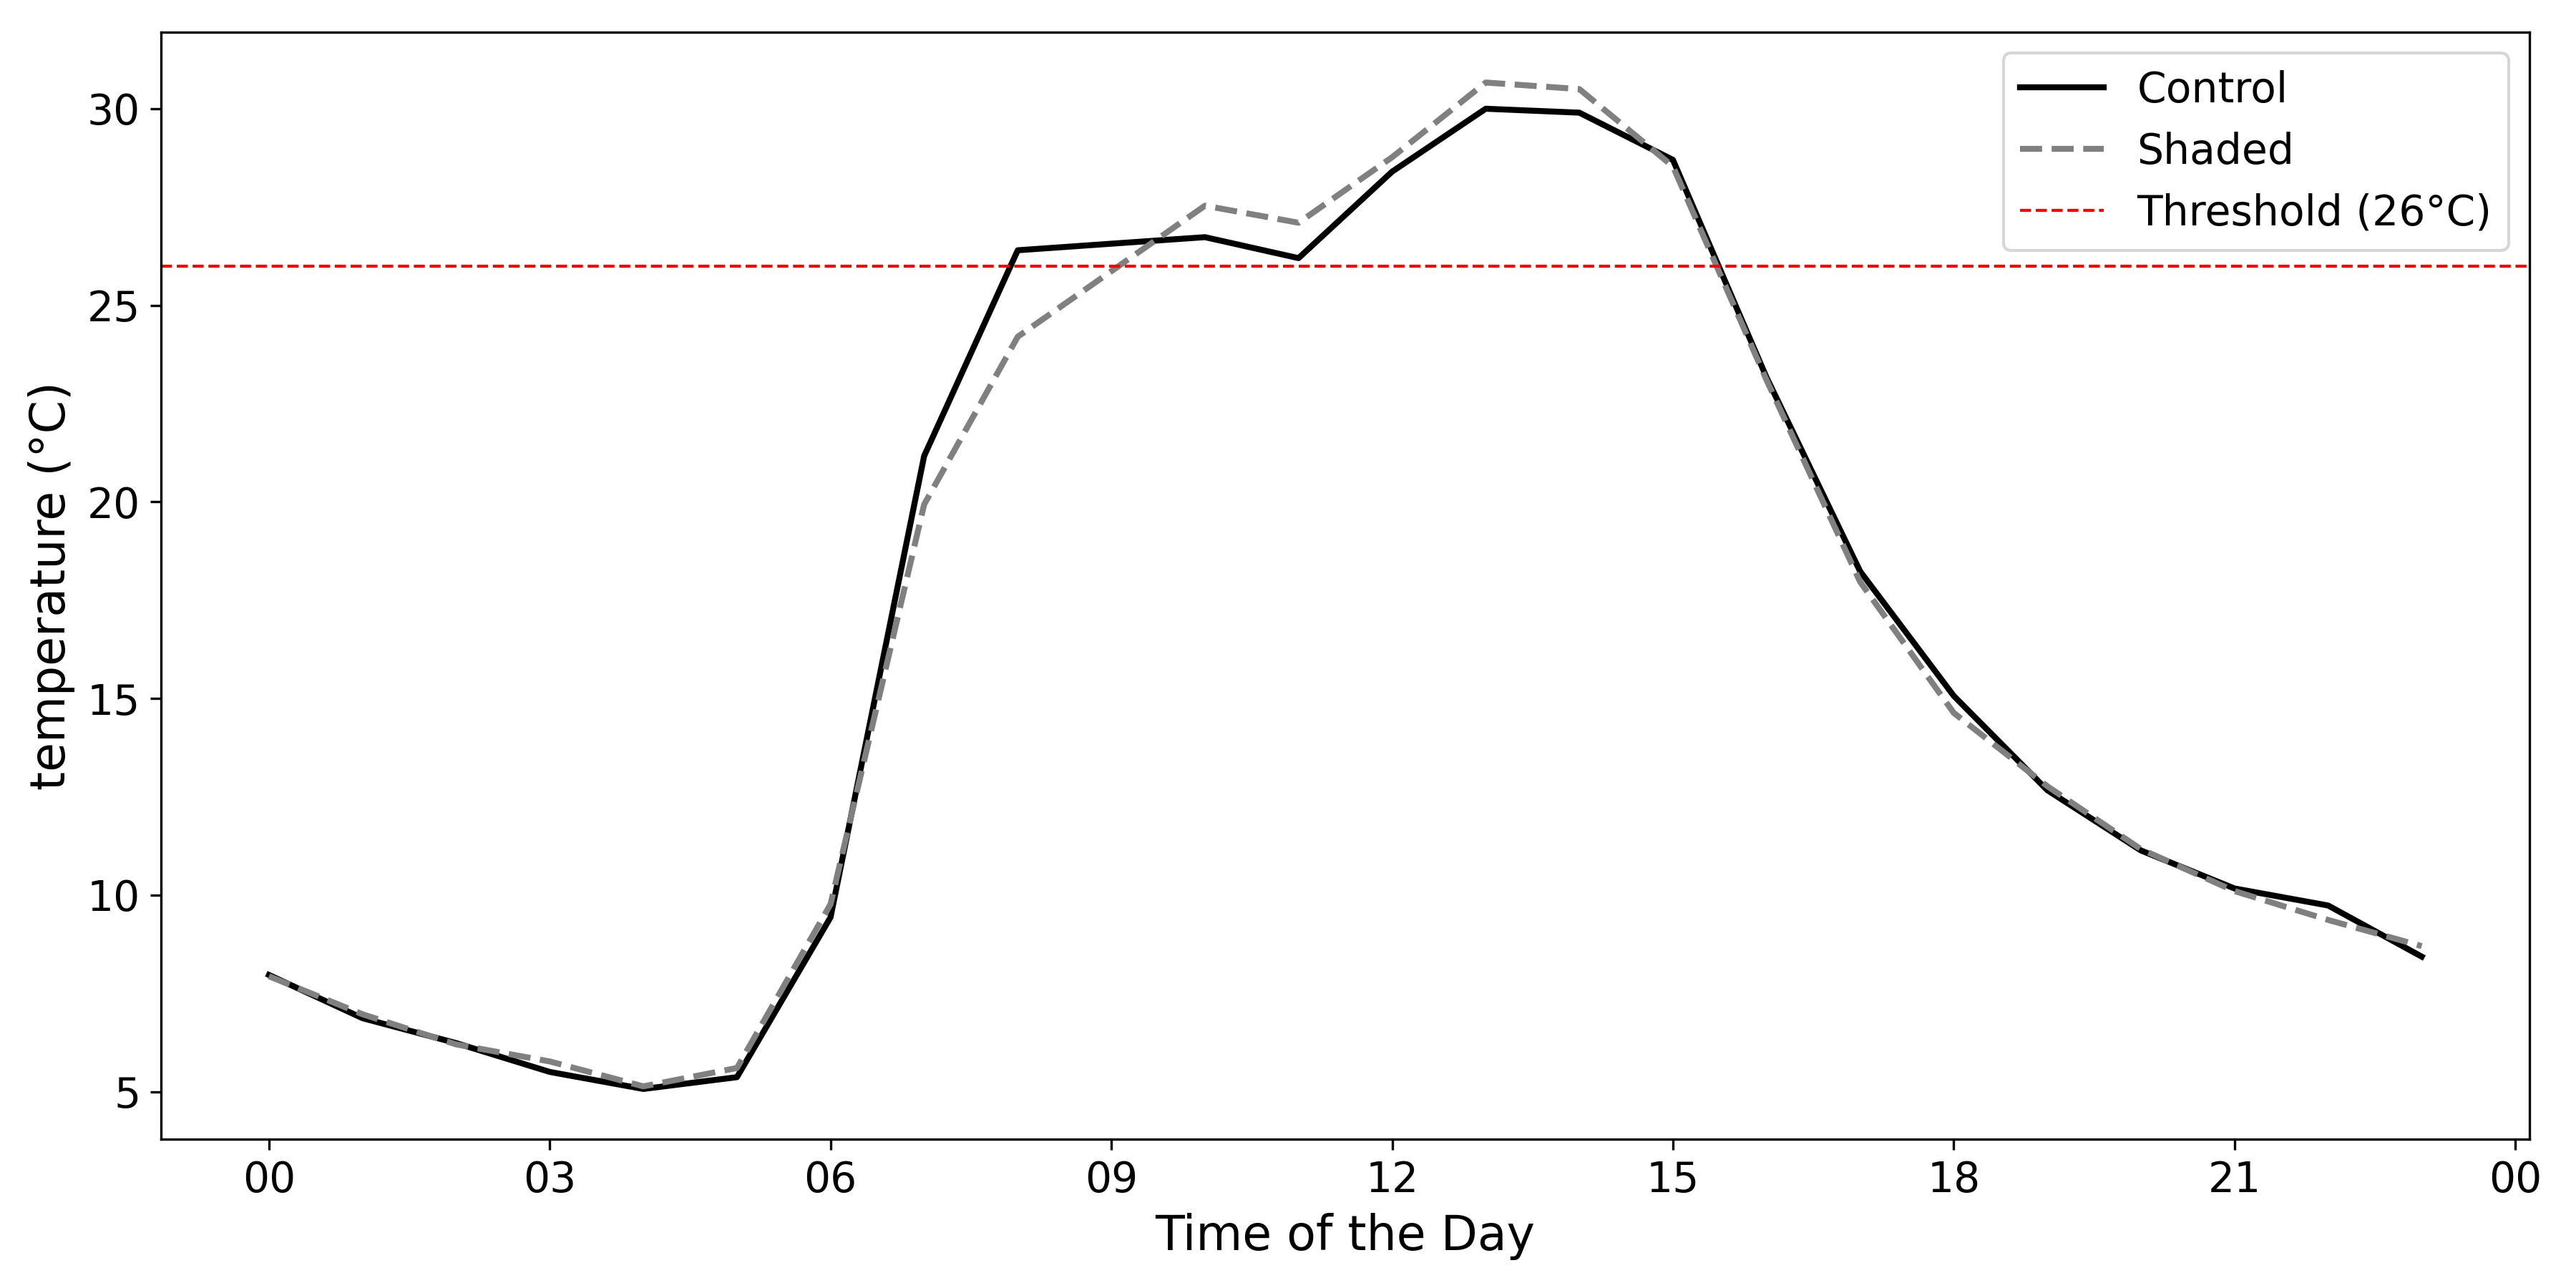 Control
Shaded
Threshold (26°C)
temperature (°C)
30
25
20
15
10
5
00 03 06 09 12 15 18 21 00
Time of the Day